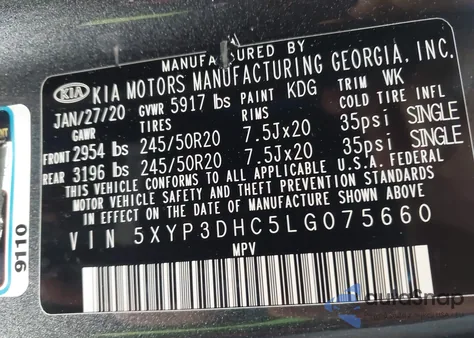 MANUFACTURED BY
KIA KIA MOTORS MANUFACTURING GEORGIA, INC.
JAN/27/20 GVWR 5917 lbs PAINT KDG TRIM WK
GAWR TIRES RIMS COLD TIRE INFL
FRONT 2954 lbs 245/50R20 7.5Jx20 35psi SINGLE
REAR 3196 lbs 245/50R20 7.5Jx20 35psi SINGLE
THIS VEHICLE CONFORMS TO ALL APPLICABLE U.S.A. FEDERAL
MOTOR VEHICLE SAFETY AND THEFT PREVENTION STANDARDS
IN EFFECT ON THE DATE OF MANUFACTURE SHOWN ABOVE
VIN 5XYP3DHC5LG075660
MPV
9110
autoSnap